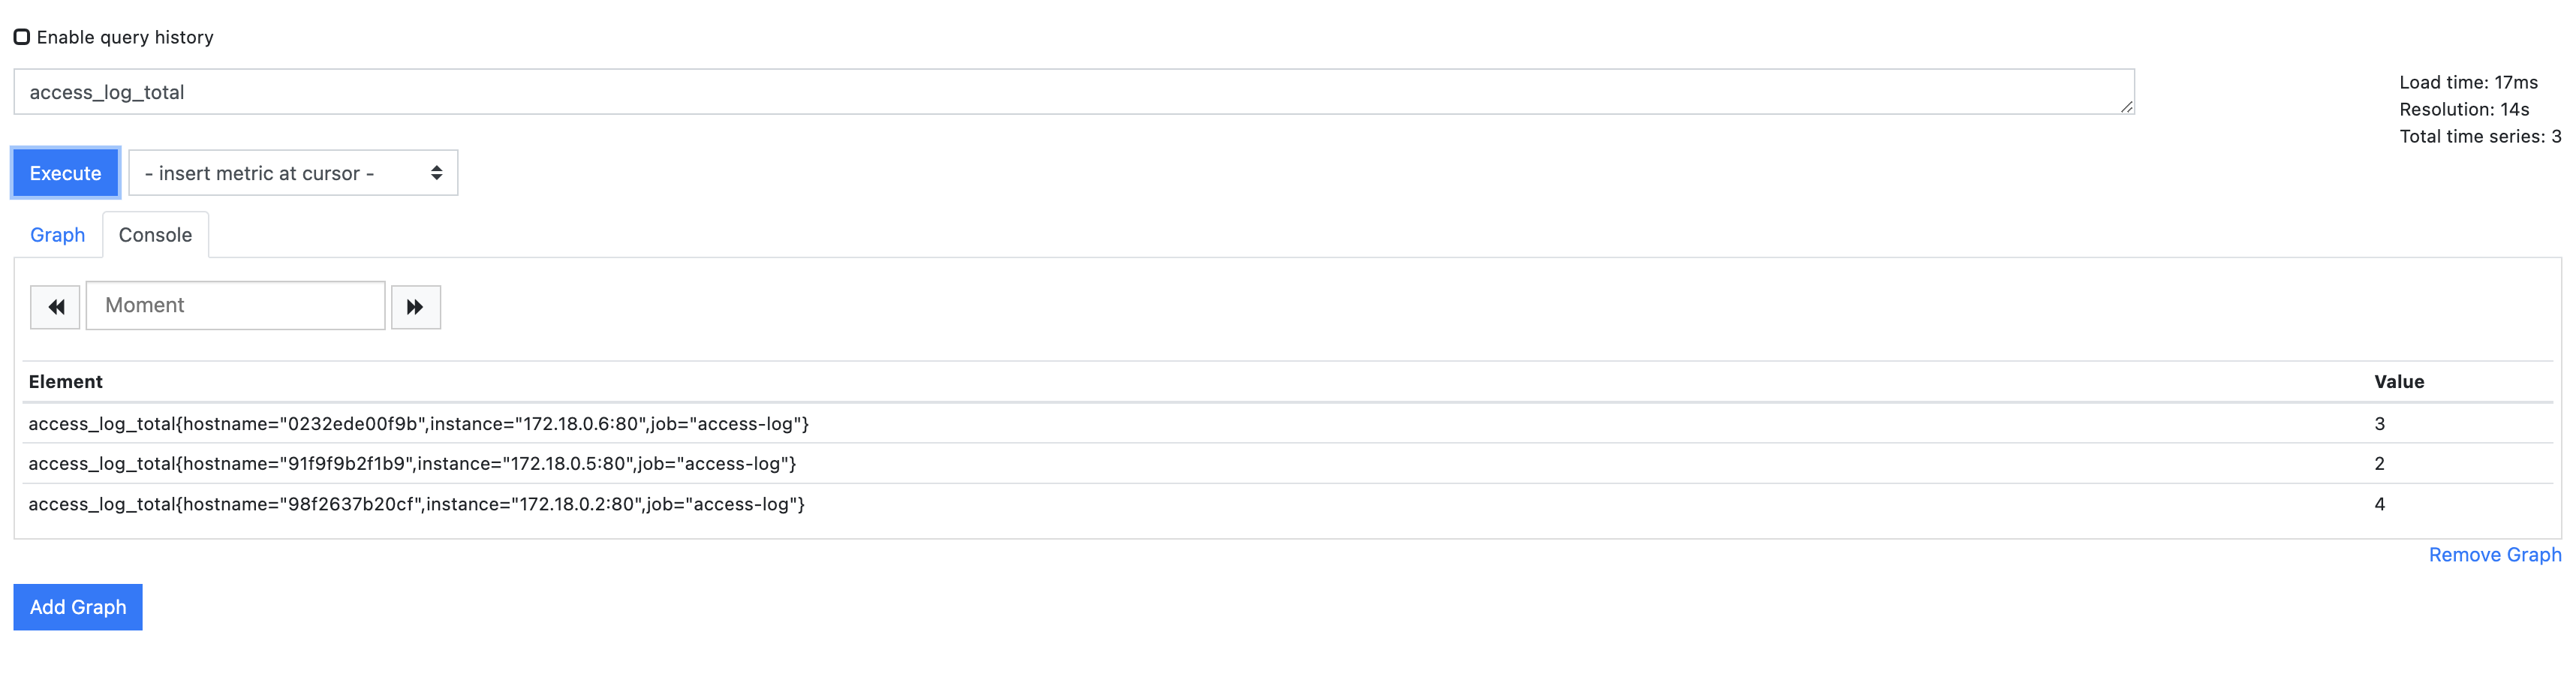 Enable query history
access_log_total
Load time: 17ms
Resolution: 14s
Total time series: 3
Execute
- insert metric at cursor -
Graph
Console
Moment
Element Value
access_log_total{hostname="0232ede00f9b",instance="172.18.0.6:80",job="access-log"} 3
access_log_total{hostname="91f9f9b2f1b9",instance="172.18.0.5:80",job="access-log"} 2
access_log_total{hostname="98f2637b20cf",instance="172.18.0.2:80",job="access-log"} 4
Remove Graph
Add Graph